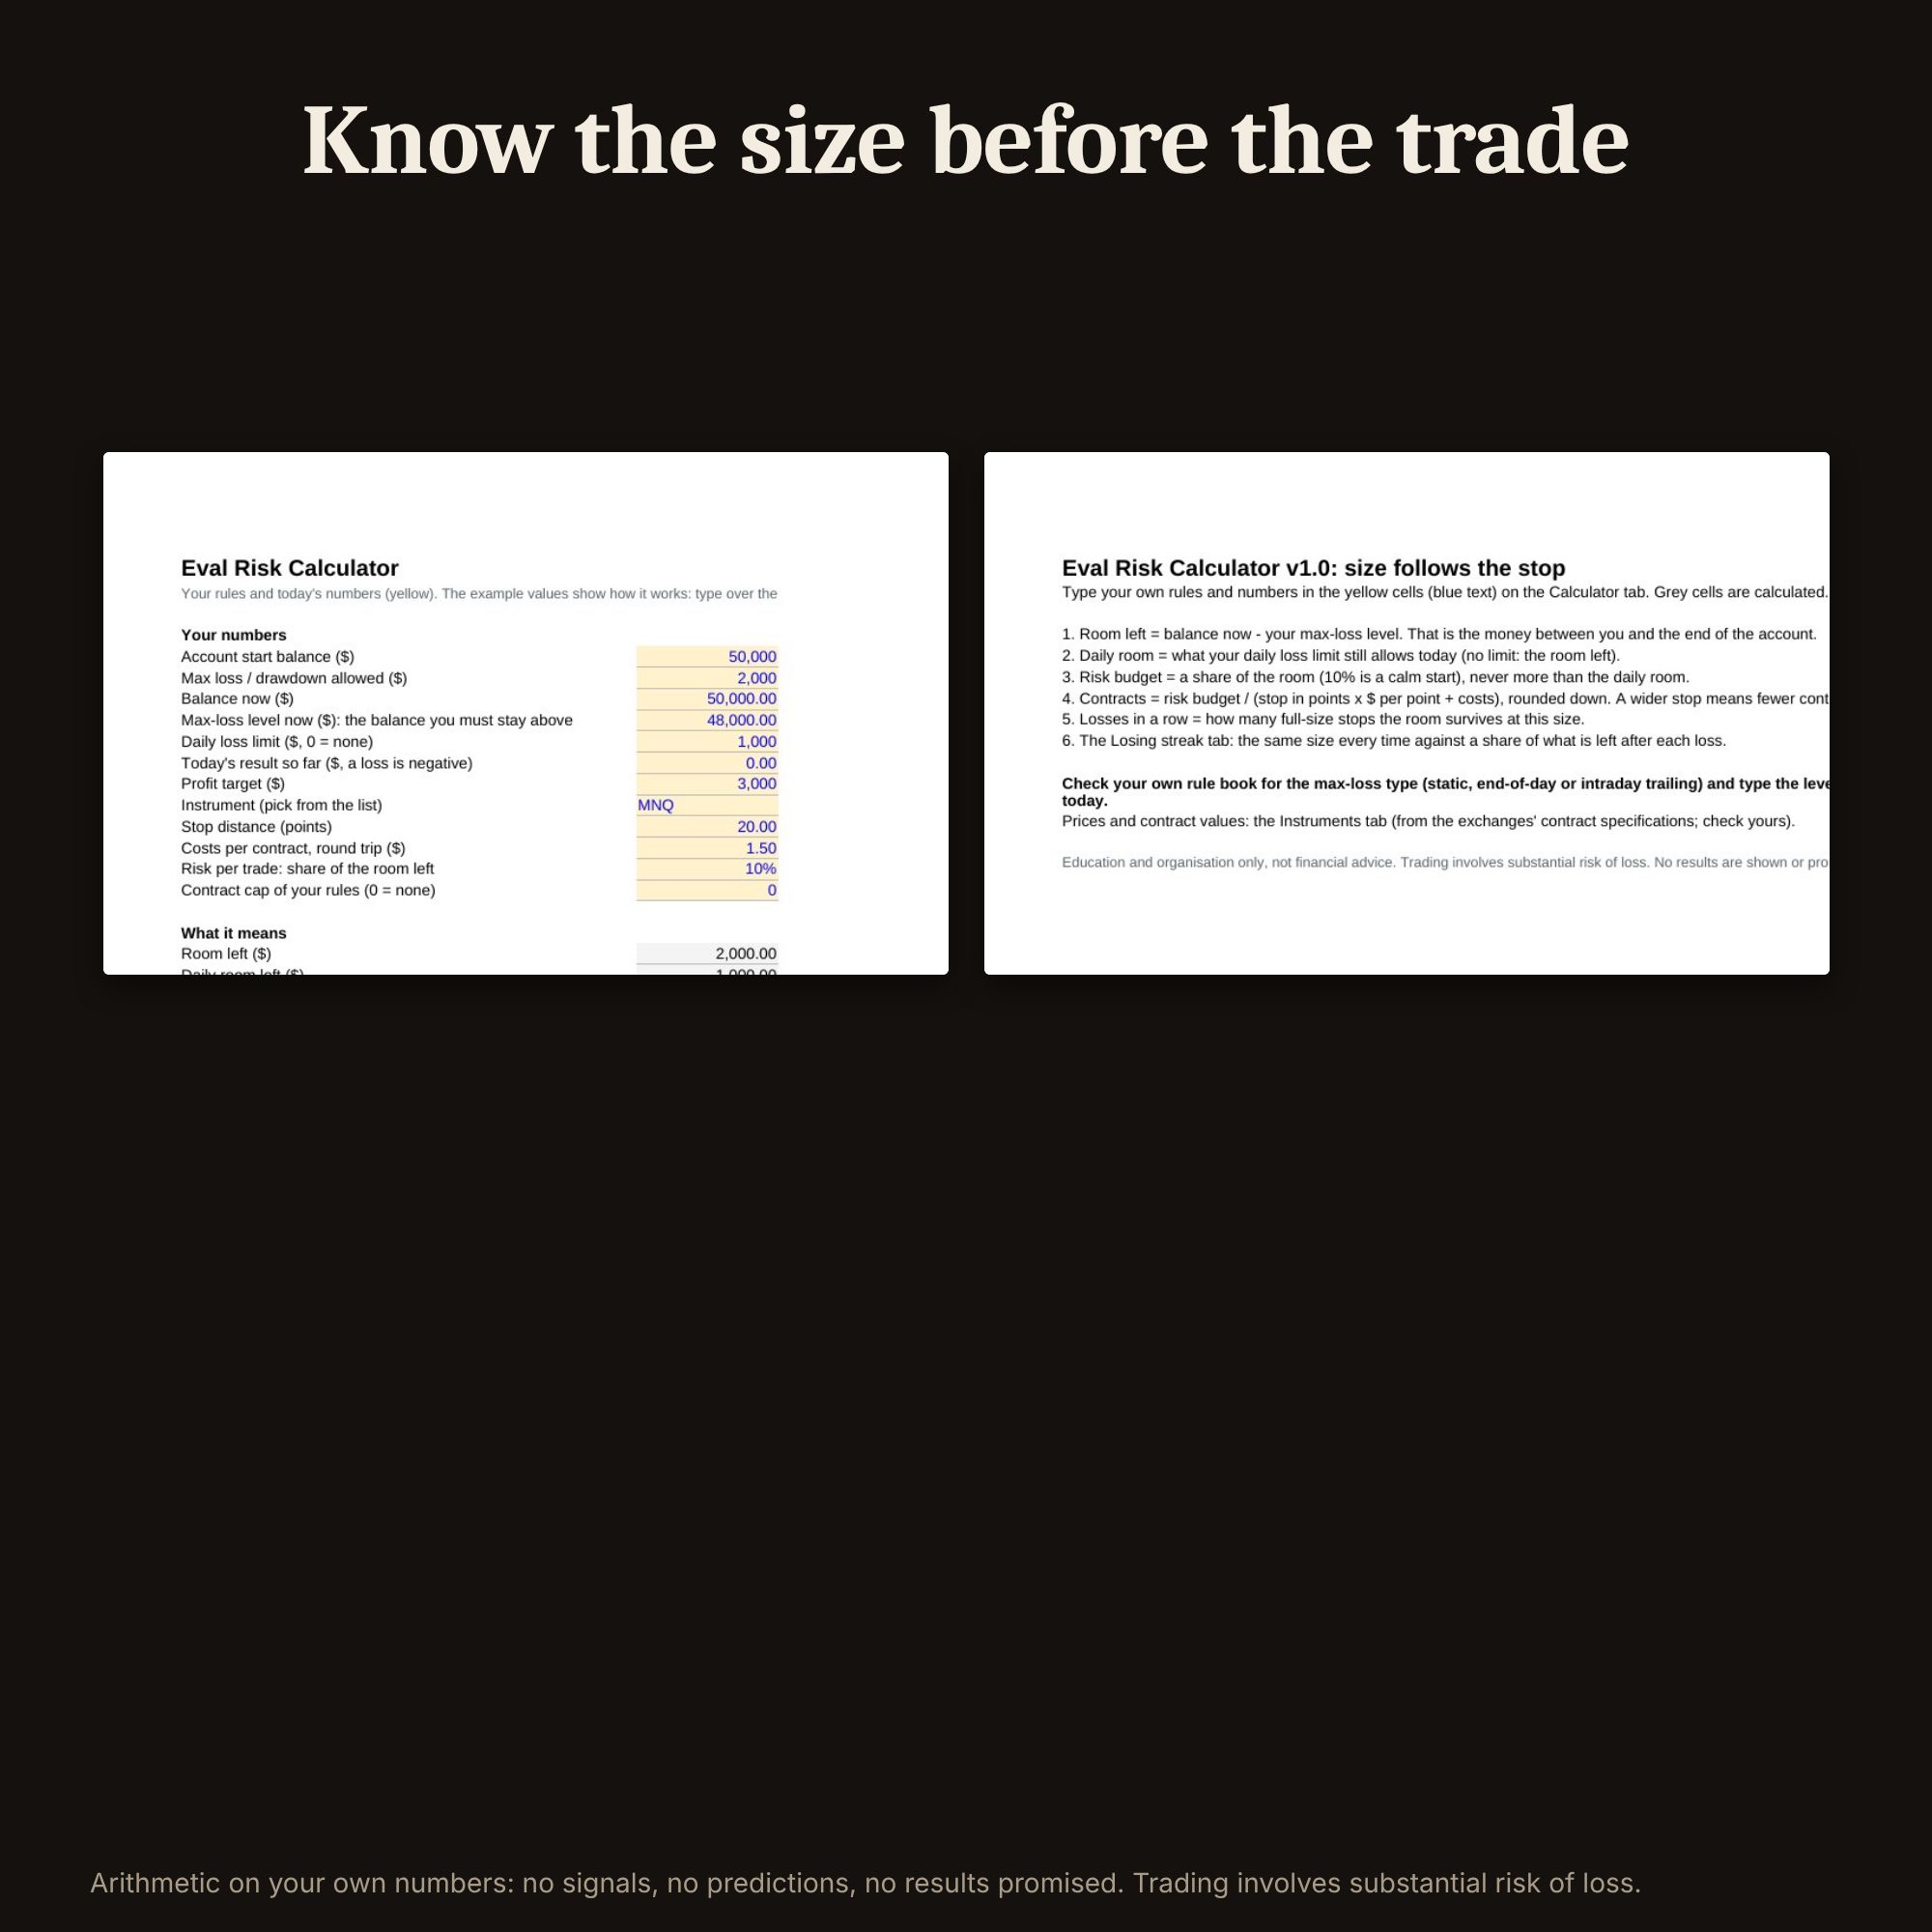 Know the size before the trade
Eval Risk Calculator
Your rules and today's numbers (yellow). The example values show how it works: type over the
Your numbers
Account start balance ($) 50,000
Max loss / drawdown allowed ($) 2,000
Balance now ($) 50,000.00
Max-loss level now ($): the balance you must stay above 48,000.00
Daily loss limit ($, 0 = none) 1,000
Today's result so far ($, a loss is negative) 0.00
Profit target ($) 3,000
Instrument (pick from the list) MNQ
Stop distance (points) 20.00
Costs per contract, round trip ($) 1.50
Risk per trade: share of the room left 10%
Contract cap of your rules (0 = none) 0
What it means
Room left ($) 2,000.00
Daily room left ($) 1,000.00
Eval Risk Calculator v1.0: size follows the stop
Type your own rules and numbers in the yellow cells (blue text) on the Calculator tab. Grey cells are calculated.
1. Room left = balance now - your max-loss level. That is the money between you and the end of the account.
2. Daily room = what your daily loss limit still allows today (no limit: the room left).
3. Risk budget = a share of the room (10% is a calm start), never more than the daily room.
4. Contracts = risk budget / (stop in points x $ per point + costs), rounded down. A wider stop means fewer cont
5. Losses in a row = how many full-size stops the room survives at this size.
6. The Losing streak tab: the same size every time against a share of what is left after each loss.
Check your own rule book for the max-loss type (static, end-of-day or intraday trailing) and type the leve
today.
Prices and contract values: the Instruments tab (from the exchanges' contract specifications; check yours).
Education and organisation only, not financial advice. Trading involves substantial risk of loss. No results are shown or pro
Arithmetic on your own numbers: no signals, no predictions, no results promised. Trading involves substantial risk of loss.